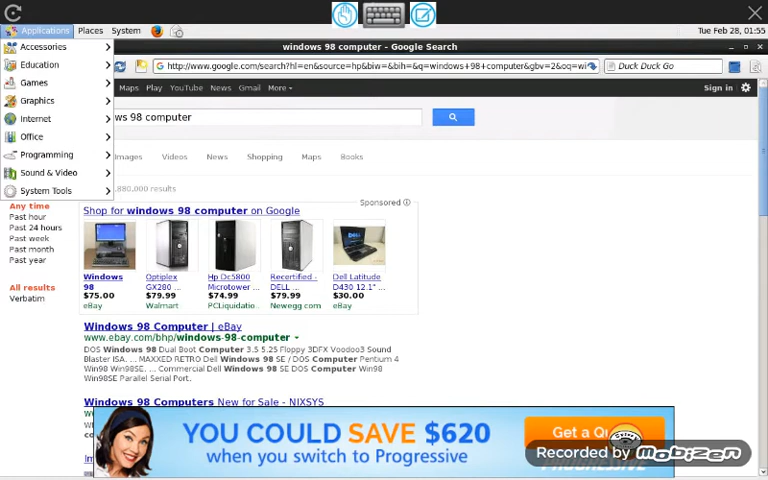 Applications Places System Tue Feb 28, 01:55
windows 98 computer - Google Search
http://www.google.com/search?hl=en&source=hp&biw=&bih=&q=windows+98+computer&gbv=2&oq=wi
Duck Duck Go
Accessories
Education
Games
Graphics
Internet
Office
Programming
Sound & Video
System Tools
Maps Play YouTube News Gmail More Sign in
ws 98 computer
Images Videos News Shopping Maps Books
,880,000 results
Any time
Past hour
Past 24 hours
Past week
Past month
Past year
All results
Verbatim
Sponsored
Shop for windows 98 computer on Google
Windows 98
$75.00
eBay
Optiplex GX280 ...
$79.99
Walmart
Hp Dc5800 Microtower ...
$74.99
PCLiquidatio...
Recertified - DELL ...
$79.99
Newegg.com
Dell Latitude D430 12.1" ...
$30.00
eBay
Windows 98 Computer | eBay
www.ebay.com/bhp/windows-98-computer
DOS Windows 98 Dual Boot Computer 3.5 5.25 Floppy 3DFX Voodoo3 Sound
Blaster ISA. ... MAXXED RETRO Dell Windows 98 SE / DOS Computer Pentium 4
Win98 Win98SE. ... Commercial Dell Windows 98 SE DOS Computer Win98
Win98SE Parallel Serial Port.
Windows 98 Computers New for Sale - NIXSYS
YOU COULD SAVE $620
when you switch to Progressive
Get a Qu
PROGRESSIVE
Recorded by mobizen